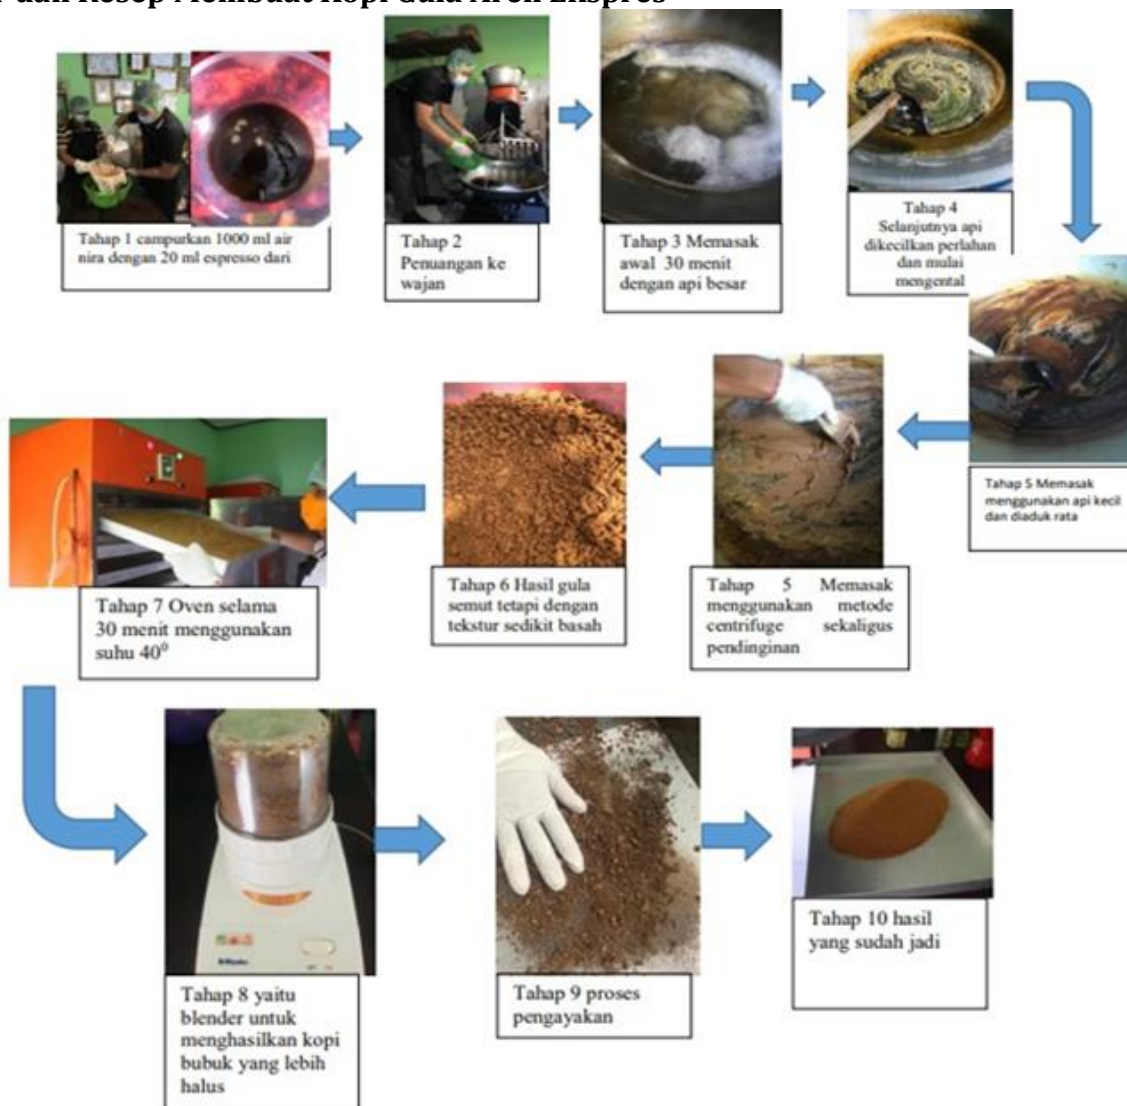 dan Resep Membuat Kopi Gula Aren Ekspres
Tahap 1 campurkan 1000 ml air
nira dengan 20 ml espresso dari
Tahap 2
Penuangan ke
wajan
Tahap 3 Memasak
awal 30 menit
dengan api besar
Tahap 4
Selanjutnya api
dikecilkan perlahan
dan mulai
mengental
Tahap 5 Memasak
menggunakan api kecil
dan diaduk rata
Tahap 5 Memasak
menggunakan metode
centrifuge sekaligus
pendinginan
Tahap 6 Hasil gula
semut tetapi dengan
tekstur sedikit basah
Tahap 7 Oven selama
30 menit menggunakan
suhu 40⁰
Tahap 8 yaitu
blender untuk
menghasilkan kopi
bubuk yang lebih
halus
Tahap 9 proses
pengayakan
Tahap 10 hasil
yang sudah jadi